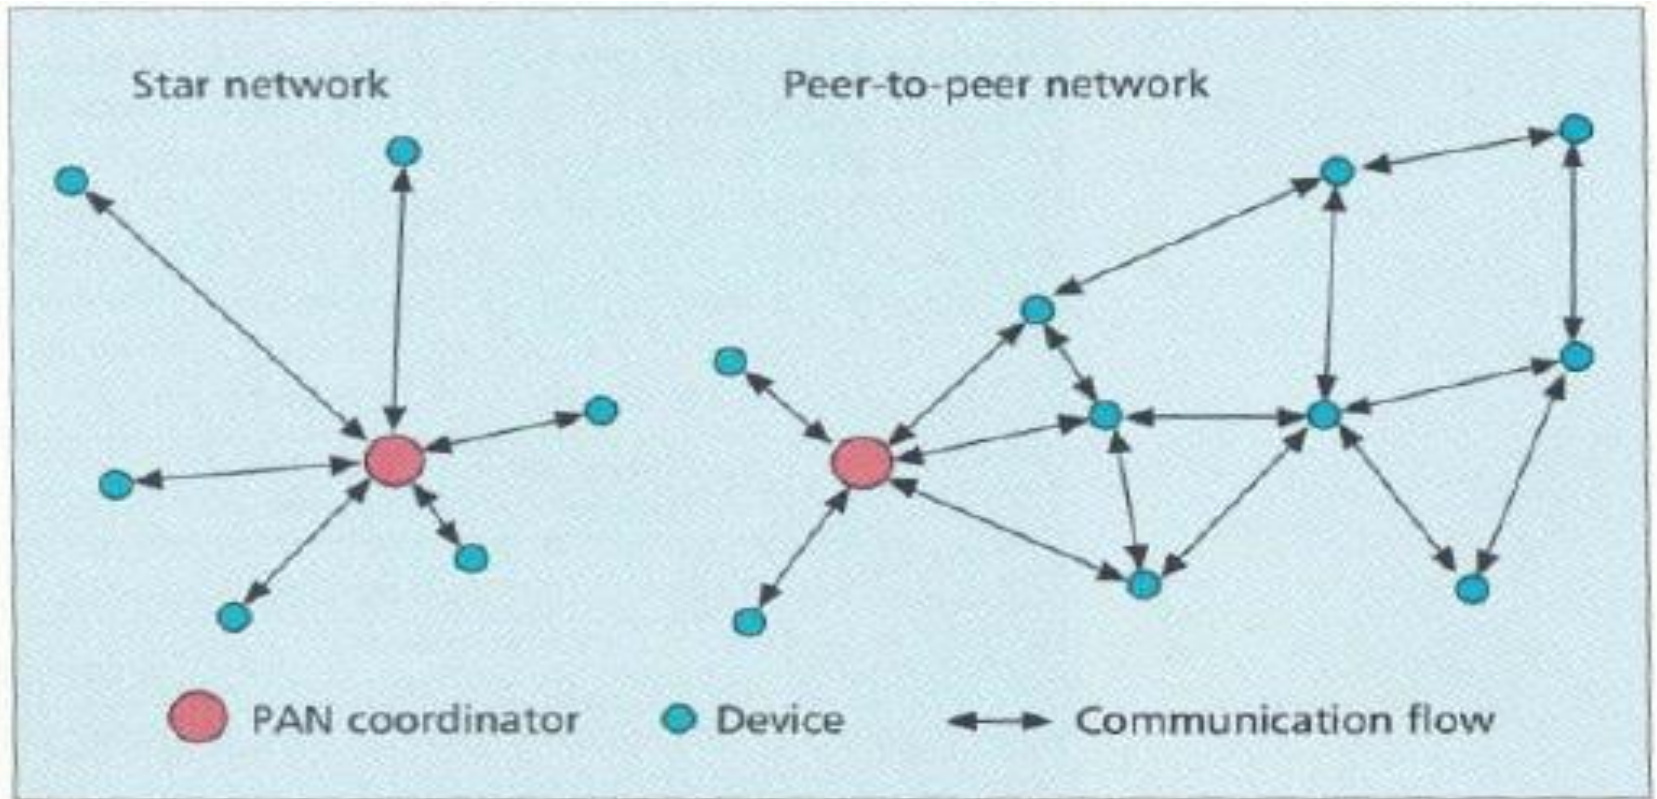 Star network
Peer-to-peer network
PAN coordinator
Device
Communication flow